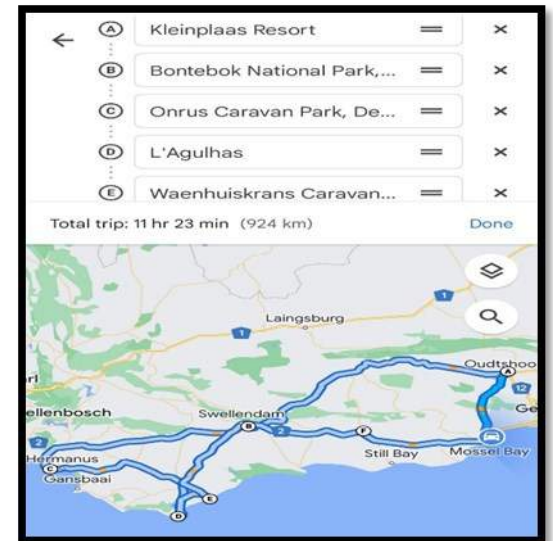 A Kleinplaas Resort
B Bontebok National Park,...
C Onrus Caravan Park, De...
D L'Agulhas
E Waenhuiskrans Caravan...
Total trip: 11 hr 23 min (924 km) Done
1
Laingsburg
1
Oudtshoo
rl
A
12
ellenbosch
Swellendam
Ge
B
2
F
2
Still Bay
Mossel Bay
Hermanus
C
Gansbaai
E
D